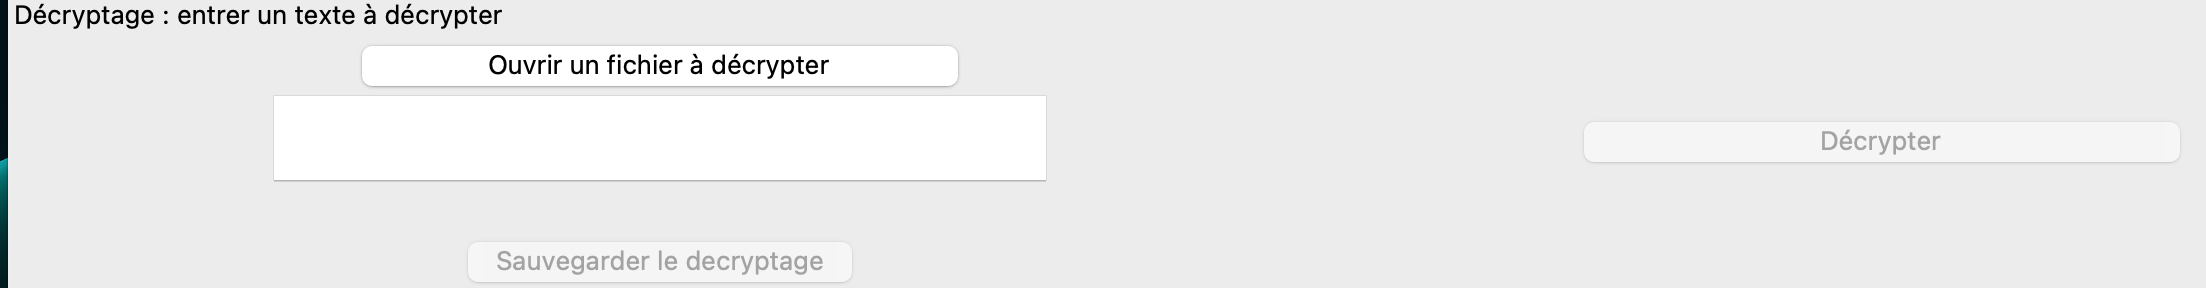 Décryptage : entrer un texte à décrypter
Ouvrir un fichier à décrypter
Décrypter
Sauvegarder le decryptage